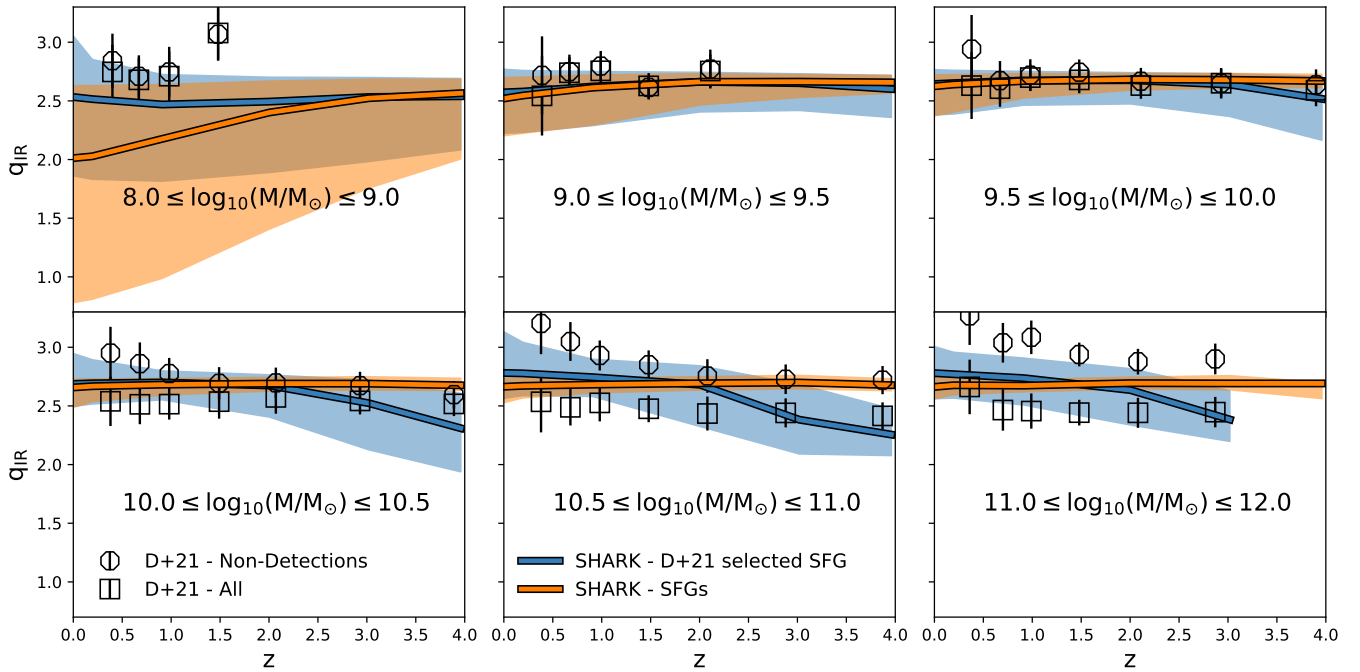 3.0
2.5
2.0
1.5
1.0
q_IR
8.0 ≤ log₁₀(M/M☉) ≤ 9.0
9.0 ≤ log₁₀(M/M☉) ≤ 9.5
9.5 ≤ log₁₀(M/M☉) ≤ 10.0
3.0
2.5
2.0
1.5
1.0
q_IR
10.0 ≤ log₁₀(M/M☉) ≤ 10.5
10.5 ≤ log₁₀(M/M☉) ≤ 11.0
11.0 ≤ log₁₀(M/M☉) ≤ 12.0
D+21 - Non-Detections
D+21 - All
SHARK - D+21 selected SFG
SHARK - SFGs
0.0 0.5 1.0 1.5 2.0 2.5 3.0 3.5 4.0
0.0 0.5 1.0 1.5 2.0 2.5 3.0 3.5 4.0
0.0 0.5 1.0 1.5 2.0 2.5 3.0 3.5 4.0
z
z
z